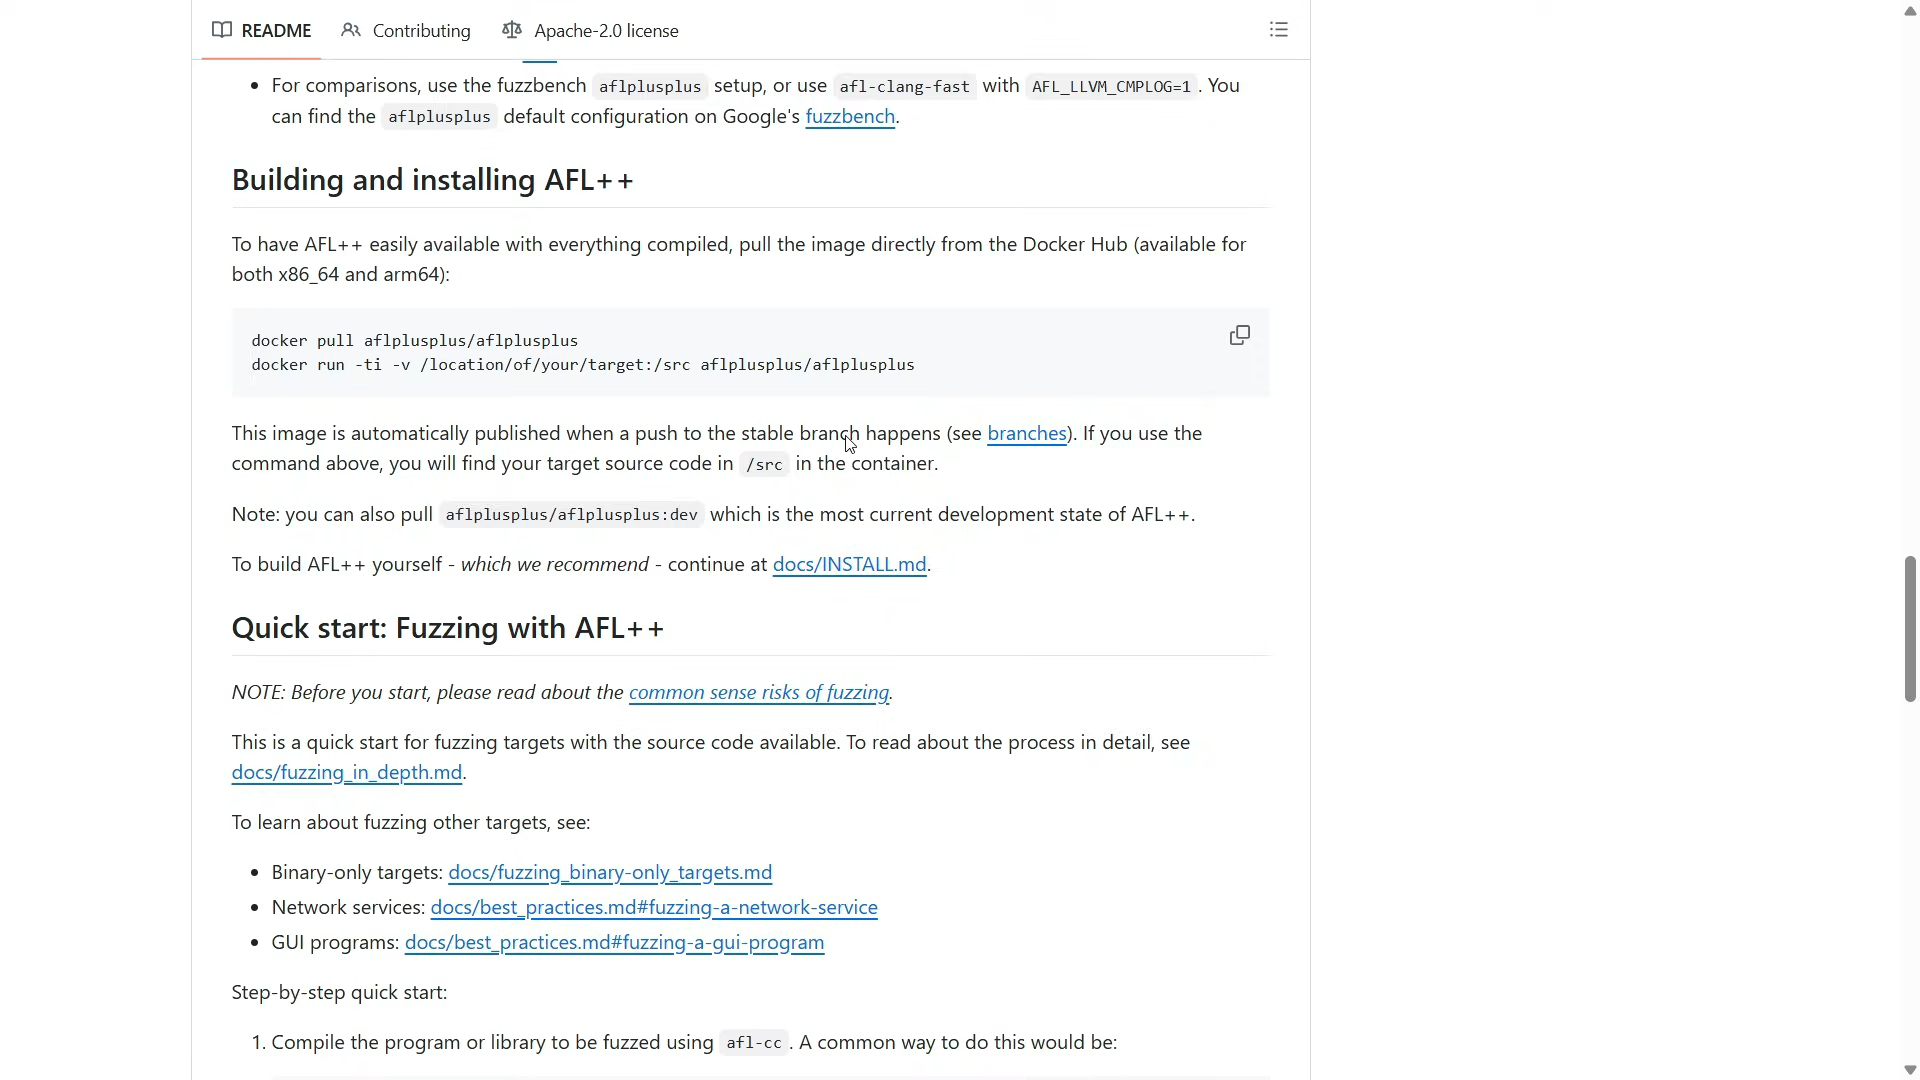 README Contributing Apache-2.0 license
• For comparisons, use the fuzzbench aflplusplus setup, or use afl-clang-fast with AFL_LLVM_CMPLOG=1 . You
can find the aflplusplus default configuration on Google's fuzzbench.
Building and installing AFL++
To have AFL++ easily available with everything compiled, pull the image directly from the Docker Hub (available for
both x86_64 and arm64):
docker pull aflplusplus/aflplusplus
docker run -ti -v /location/of/your/target:/src aflplusplus/aflplusplus
This image is automatically published when a push to the stable branch happens (see branches). If you use the
command above, you will find your target source code in /src in the container.
Note: you can also pull aflplusplus/aflplusplus:dev which is the most current development state of AFL++.
To build AFL++ yourself - which we recommend - continue at docs/INSTALL.md.
Quick start: Fuzzing with AFL++
NOTE: Before you start, please read about the common sense risks of fuzzing.
This is a quick start for fuzzing targets with the source code available. To read about the process in detail, see
docs/fuzzing_in_depth.md.
To learn about fuzzing other targets, see:
• Binary-only targets: docs/fuzzing_binary-only_targets.md
• Network services: docs/best_practices.md#fuzzing-a-network-service
• GUI programs: docs/best_practices.md#fuzzing-a-gui-program
Step-by-step quick start:
1. Compile the program or library to be fuzzed using afl-cc . A common way to do this would be: